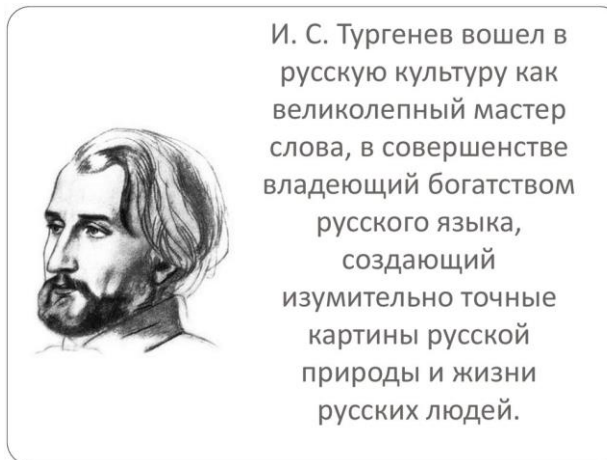 И. С. Тургенев вошел в
русскую культуру как
великолепный мастер
слова, в совершенстве
владеющий богатством
русского языка,
создающий
изумительно точные
картины русской
природы и жизни
русских людей.